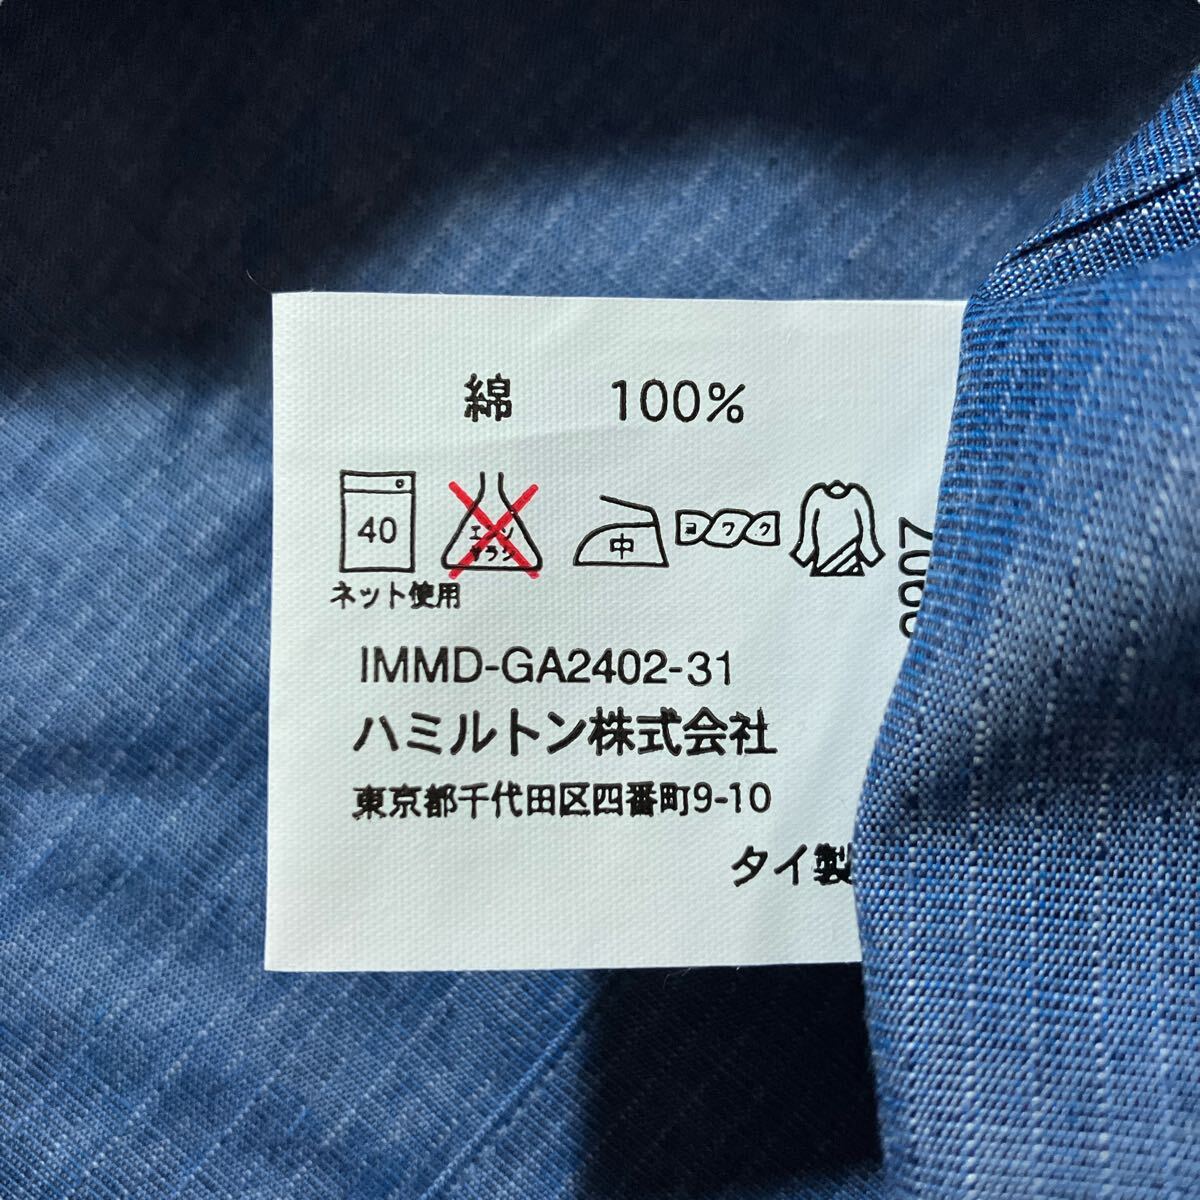 綿 100%
40
エンソ
サラシ
中
ヨワク
ネット使用
IMMD-GA2402-31
ハミルトン株式会社
東京都千代田区四番町9-10
タイ製